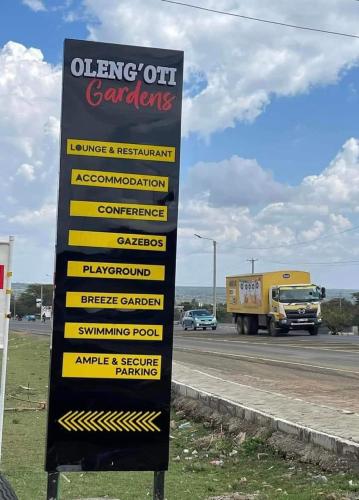 OLENG'OTI
Gardens
LOUNGE & RESTAURANT
ACCOMMODATION
CONFERENCE
GAZEBOS
PLAYGROUND
BREEZE GARDEN
SWIMMING POOL
AMPLE & SECURE
PARKING